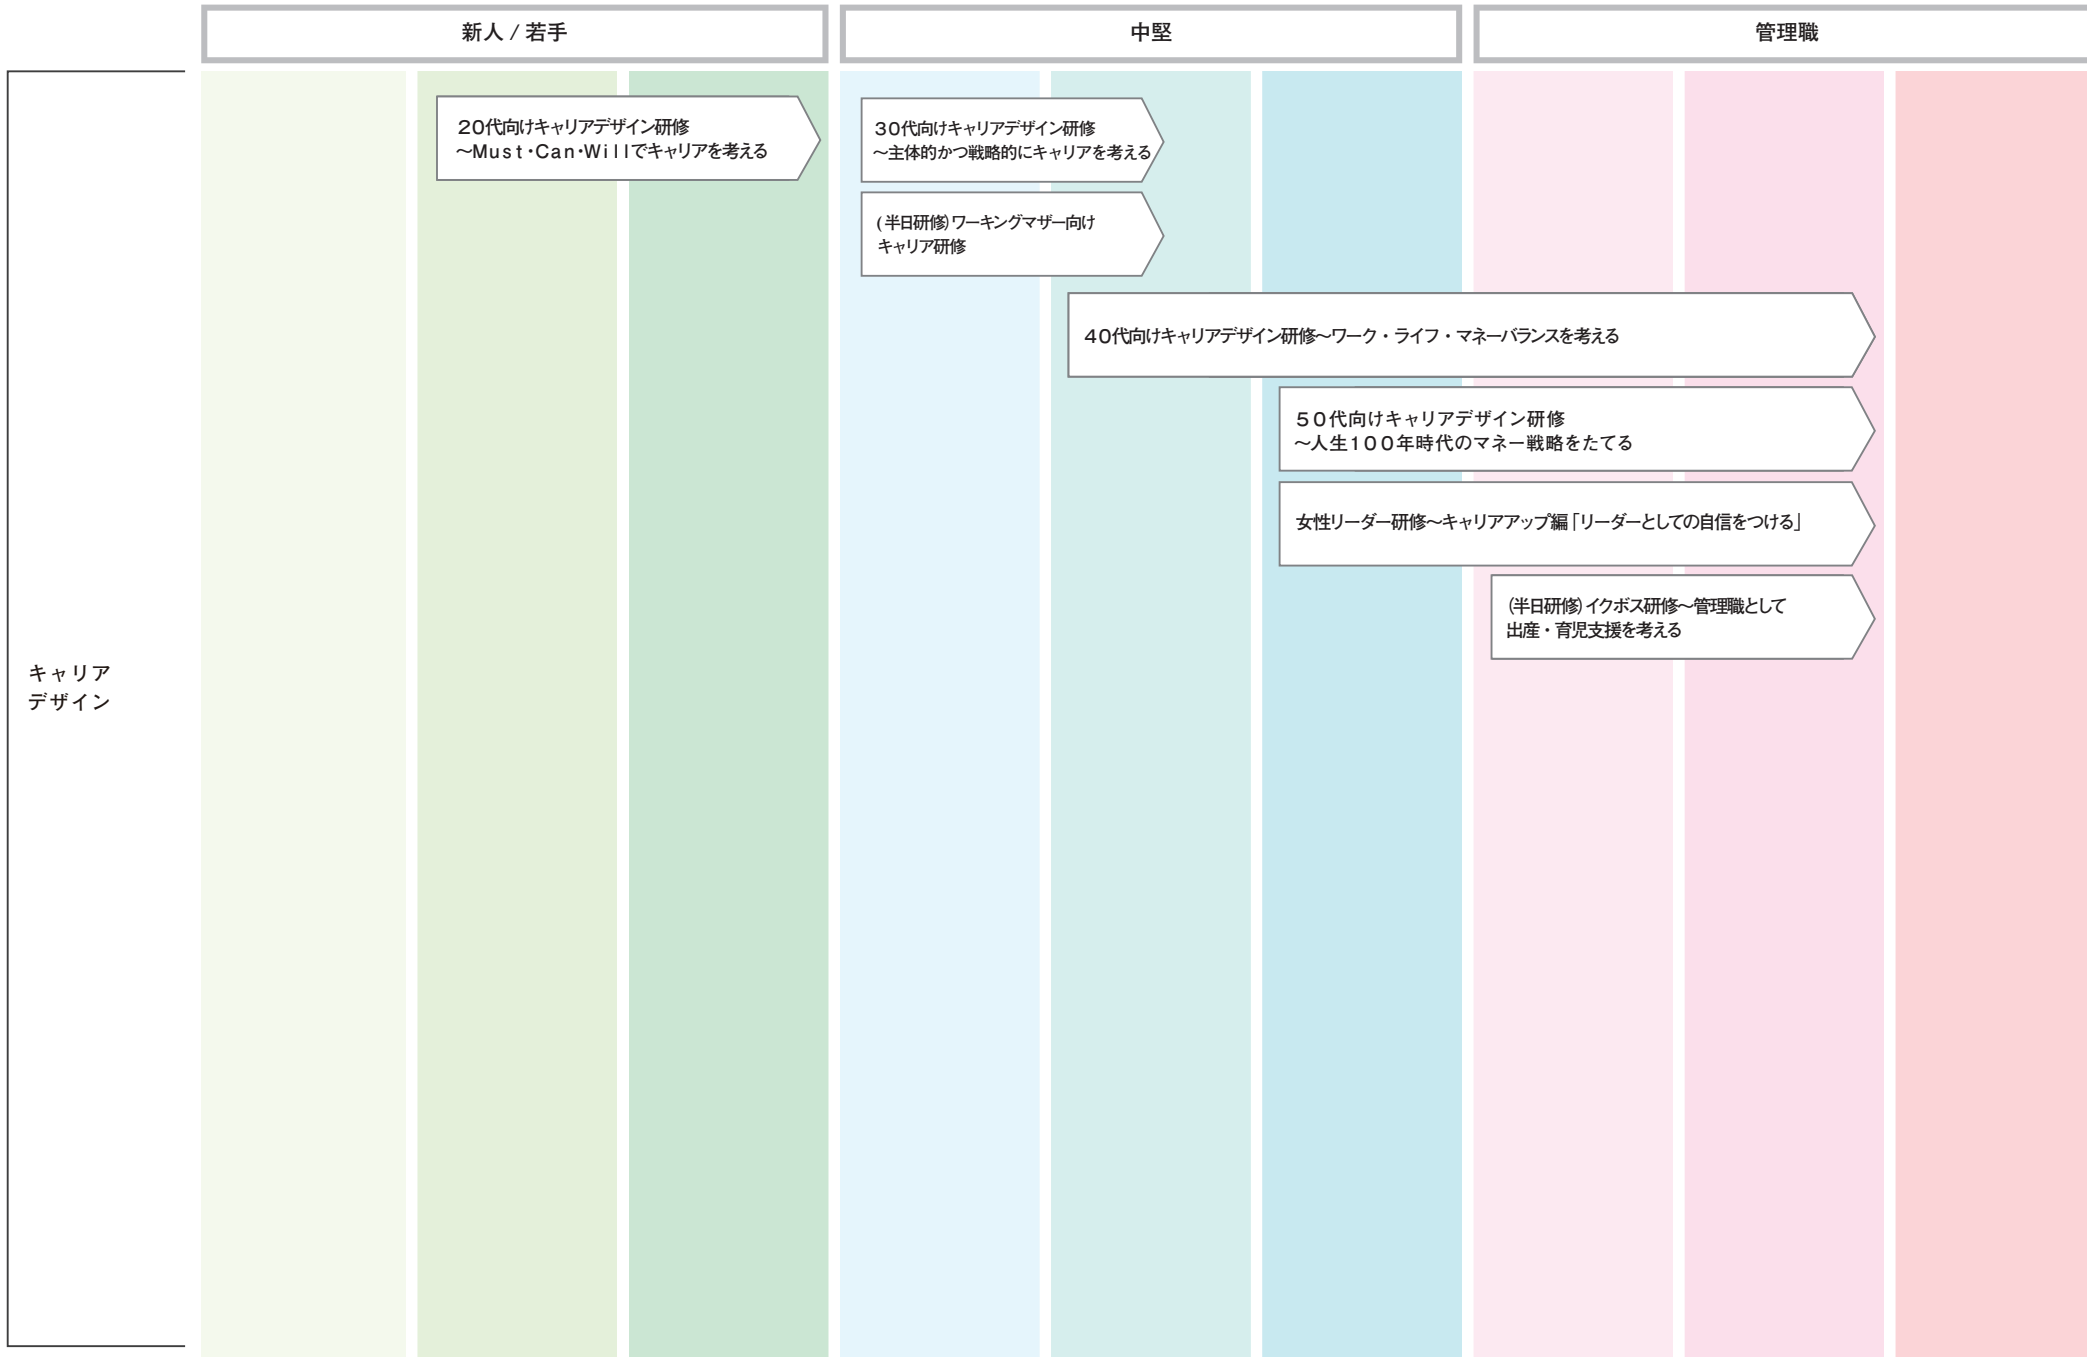 新人 / 若手
中堅
管理職
キャリア
デザイン
20代向けキャリアデザイン研修
～Must・Can・Willでキャリアを考える
30代向けキャリアデザイン研修
～主体的かつ戦略的にキャリアを考える
(半日研修)ワーキングマザー向け
キャリア研修
40代向けキャリアデザイン研修～ワーク・ライフ・マネーバランスを考える
50代向けキャリアデザイン研修
～人生100年時代のマネー戦略をたてる
女性リーダー研修～キャリアアップ編「リーダーとしての自信をつける」
(半日研修)イクボス研修～管理職として
出産・育児支援を考える